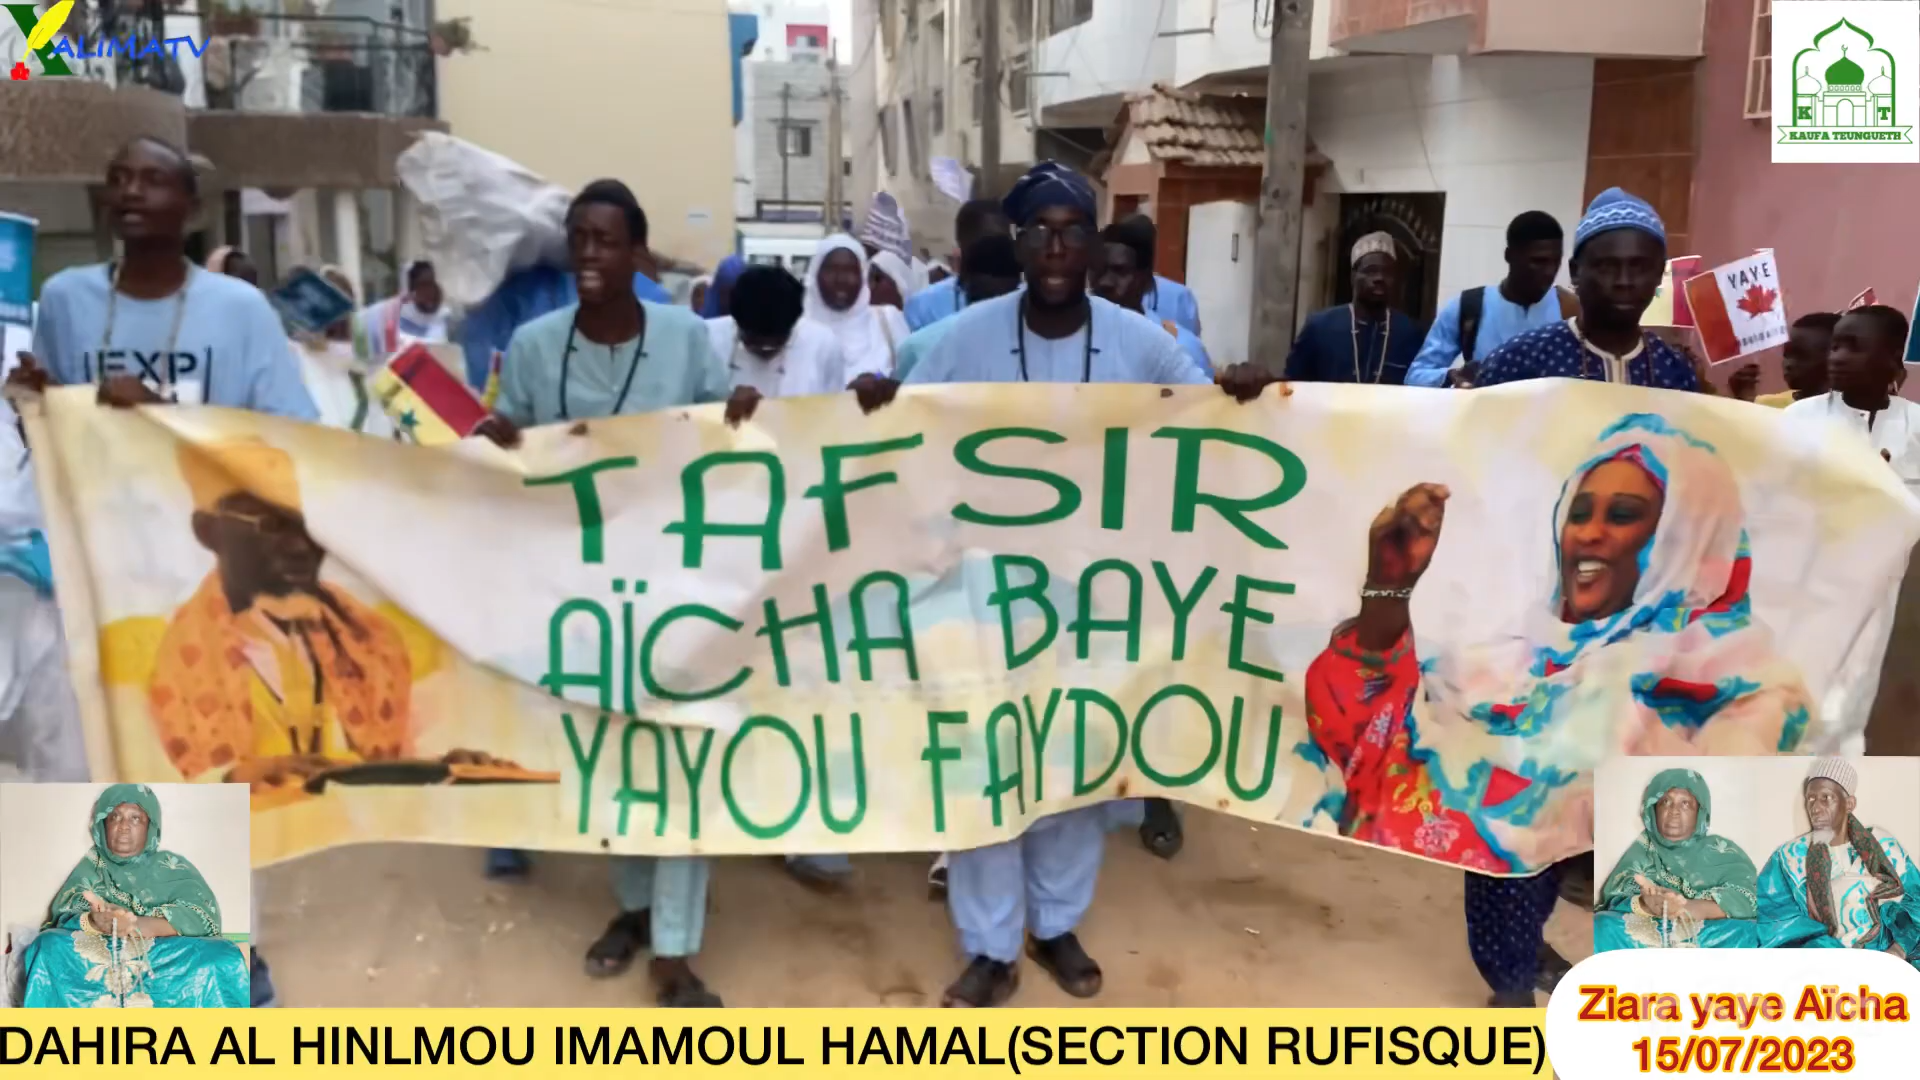 YALIMATV
K T
KAUFA TEUNGUETH
EXP
YAYE
TAFSIR
AÏCHA BAYE
YAYOU FAYDOU
DAHIRA AL HINLMOU IMAMOUL HAMAL(SECTION RUFISQUE)
Ziara yaye Aïcha
15/07/2023